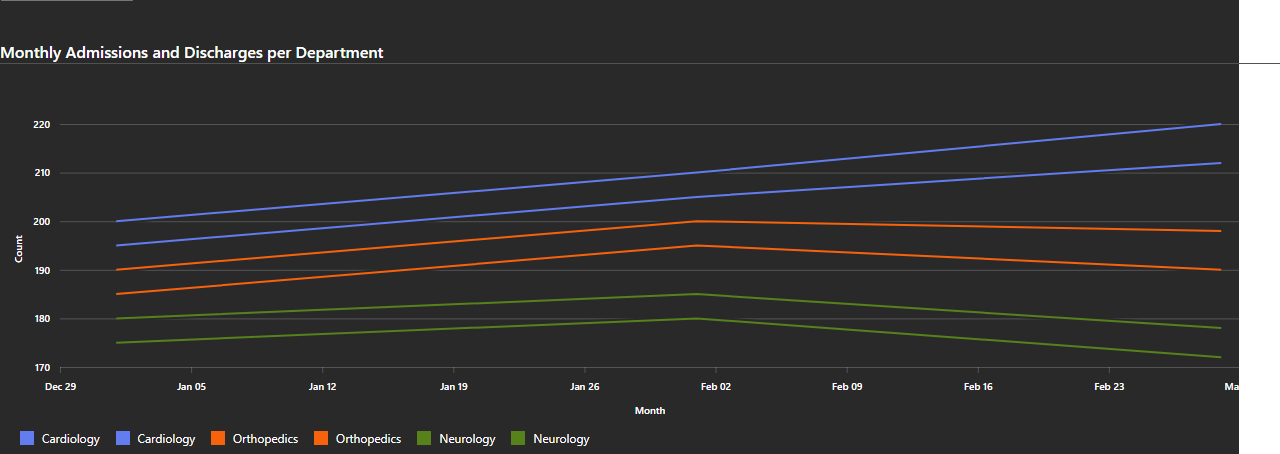 Monthly Admissions and Discharges per Department
220
210
200
190
180
170
Count
Dec 29 Jan 05 Jan 12 Jan 19 Jan 26 Feb 02 Feb 09 Feb 16 Feb 23 Ma
Month
Cardiology Cardiology Orthopedics Orthopedics Neurology Neurology